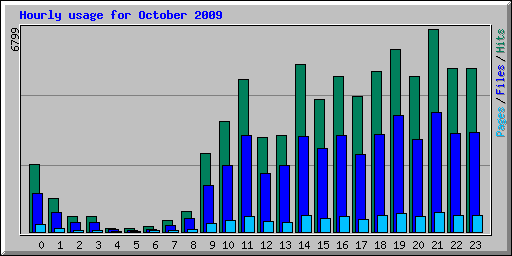 Hourly usage for October 2009
6799
Pages / Files / Hits
0 1 2 3 4 5 6 7 8 9 10 11 12 13 14 15 16 17 18 19 20 21 22 23